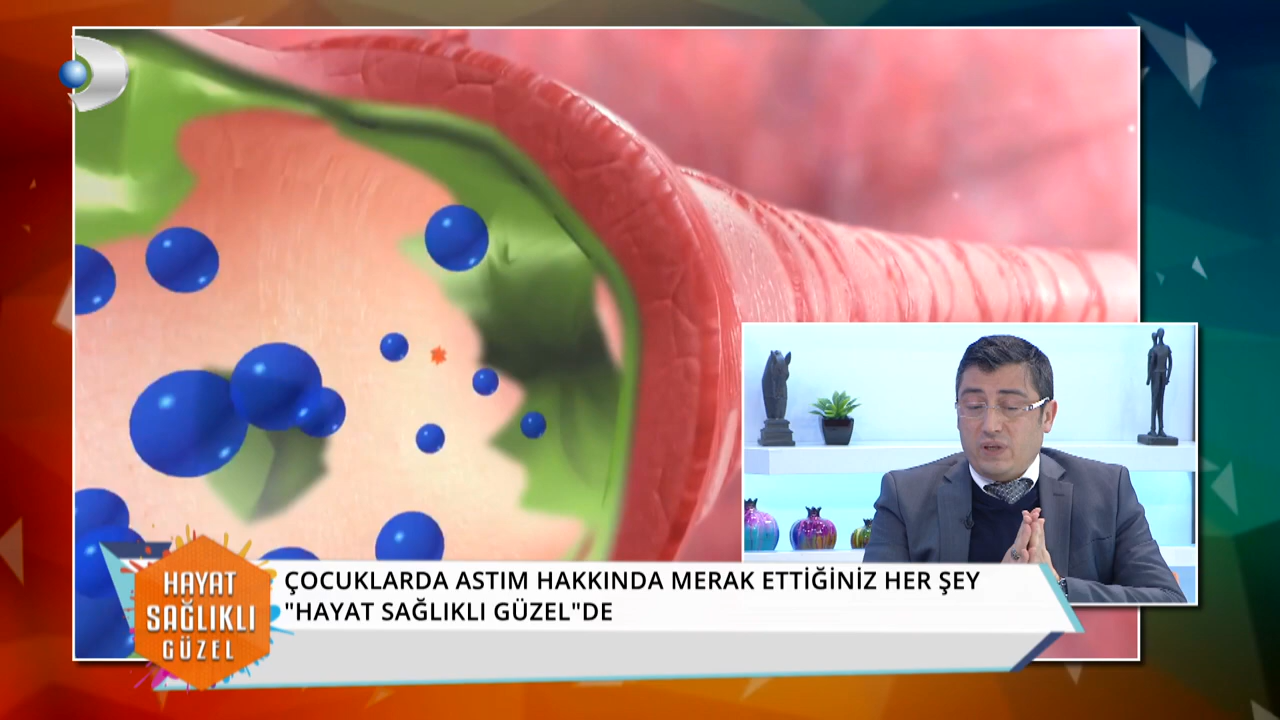 HAYAT
SAĞLIKLI
GÜZEL
ÇOCUKLARDA ASTIM HAKKINDA MERAK ETTİĞİNİZ HER ŞEY
"HAYAT SAĞLIKLI GÜZEL"DE